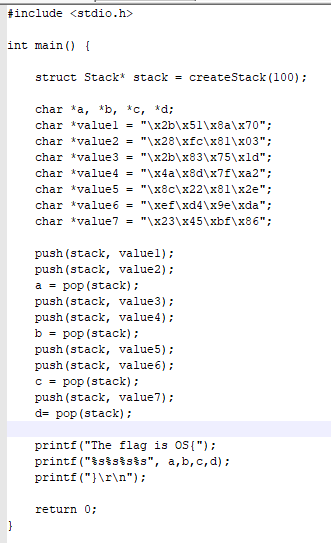 #include <stdio.h>
int main() {
struct Stack* stack = createStack(100);
char *a, *b, *c, *d;
char *value1 = "\x2b\x51\x8a\x70";
char *value2 = "\x28\xfc\x81\x03";
char *value3 = "\x2b\x83\x75\x1d";
char *value4 = "\x4a\x8d\x7f\xa2";
char *value5 = "\x8c\x22\x81\x2e";
char *value6 = "\xef\xd4\x9e\xda";
char *value7 = "\x23\x45\xbf\x86";
push(stack, value1);
push(stack, value2);
a = pop(stack);
push(stack, value3);
push(stack, value4);
b = pop(stack);
push(stack, value5);
push(stack, value6);
c = pop(stack);
push(stack, value7);
d= pop(stack);
printf("The flag is OS{");
printf("%s%s%s%s", a,b,c,d);
printf("}\r\n");
return 0;
}